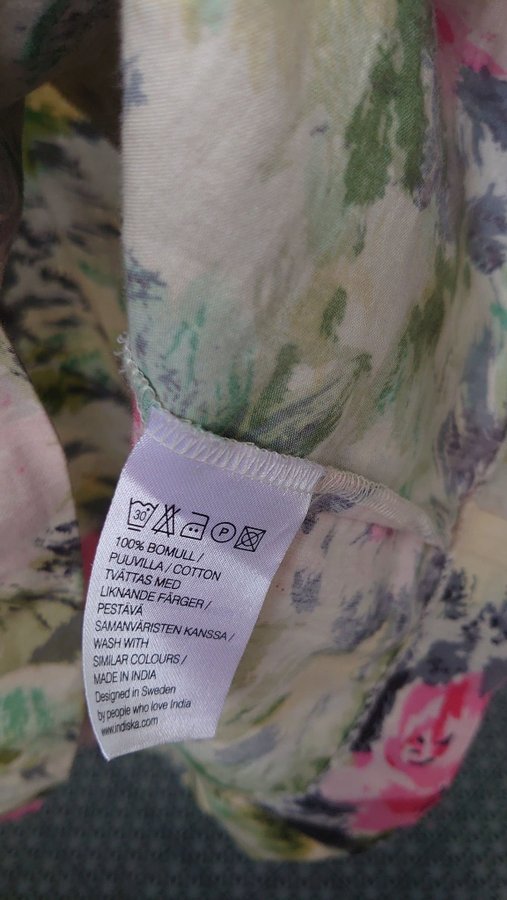 30 P
100% BOMULL /
PUUVILLA / COTTON
TVÄTTAS MED
LIKNANDE FÄRGER /
PESTÄVÄ
SAMANVÄRISTEN KANSSA /
WASH WITH
SIMILAR COLOURS /
MADE IN INDIA
Designed in Sweden
by people who love India
www.indiska.com